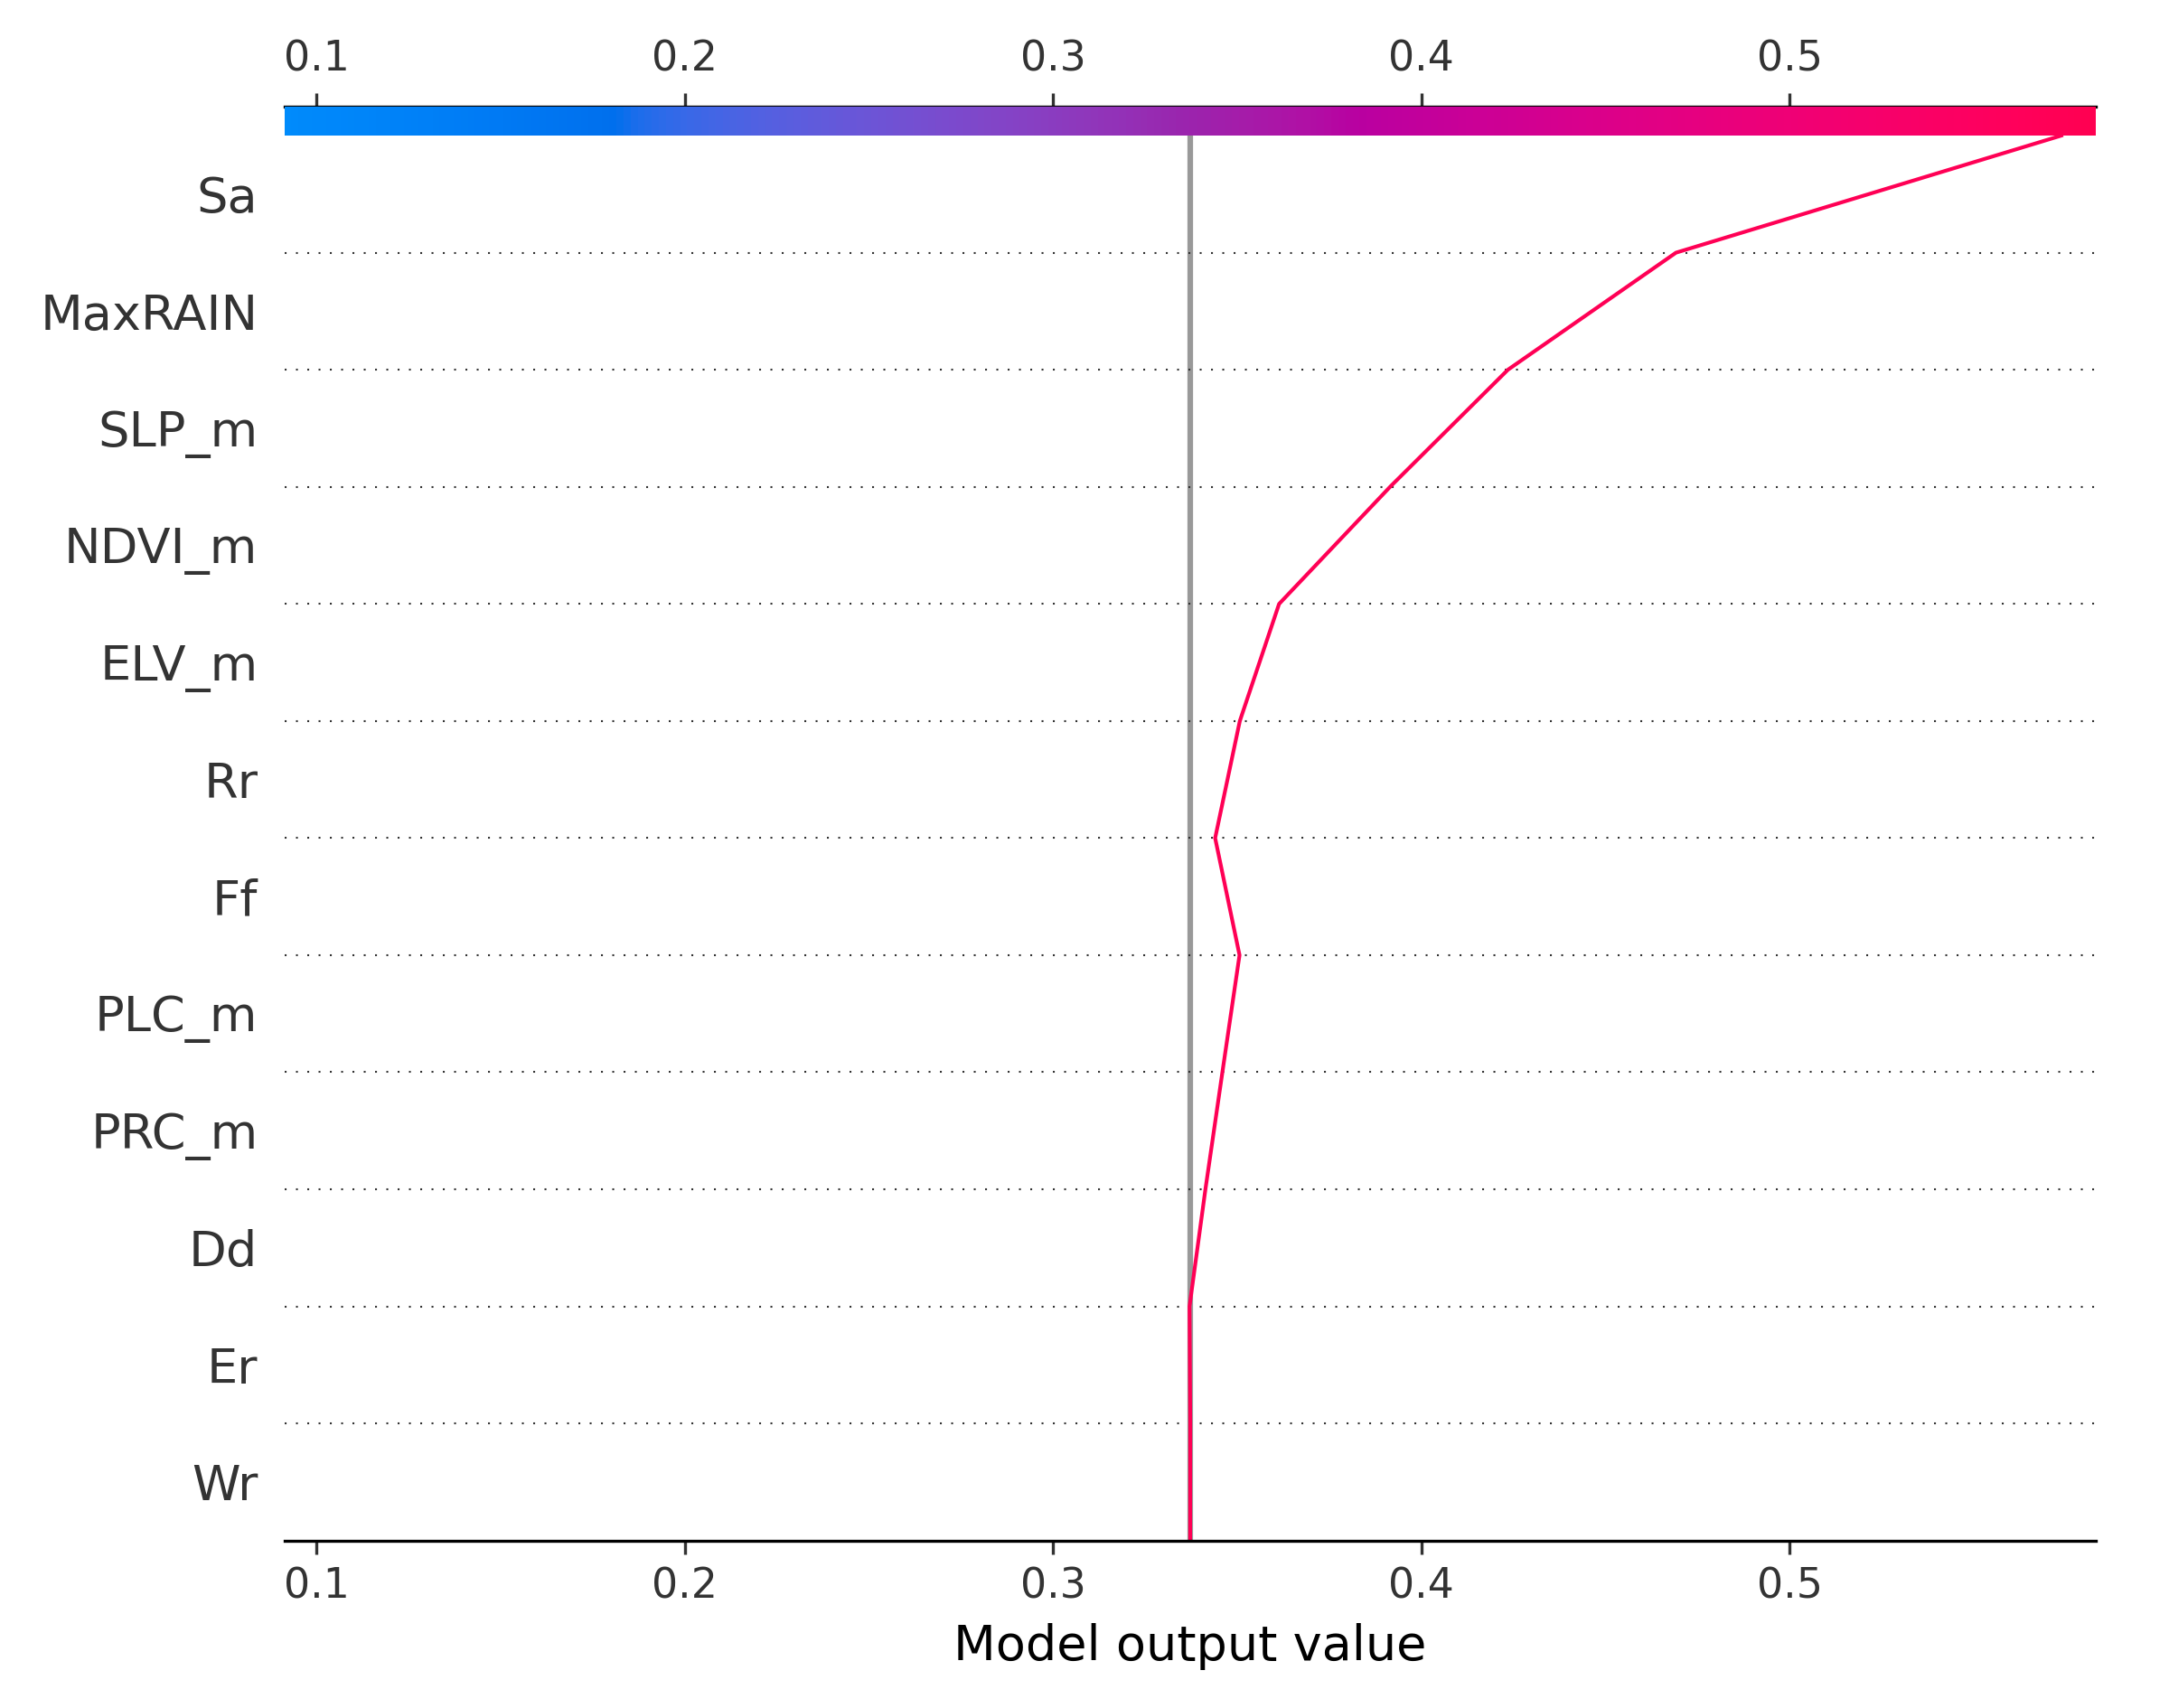 0.1 0.2 0.3 0.4 0.5
Sa
MaxRAIN
SLP_m
NDVI_m
ELV_m
Rr
Ff
PLC_m
PRC_m
Dd
Er
Wr
0.1 0.2 0.3 0.4 0.5
Model output value